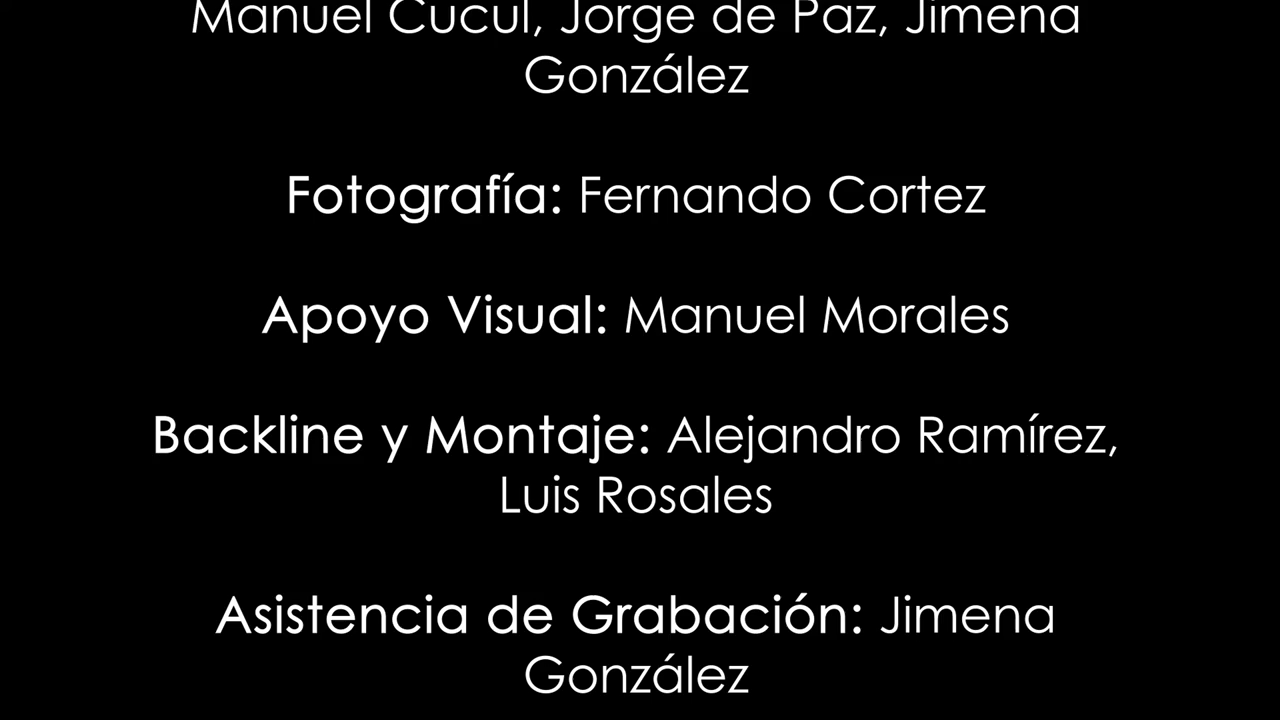 Manuel Cucul, Jorge de Paz, Jimena
González
Fotografía: Fernando Cortez
Apoyo Visual: Manuel Morales
Backline y Montaje: Alejandro Ramírez,
Luis Rosales
Asistencia de Grabación: Jimena
González